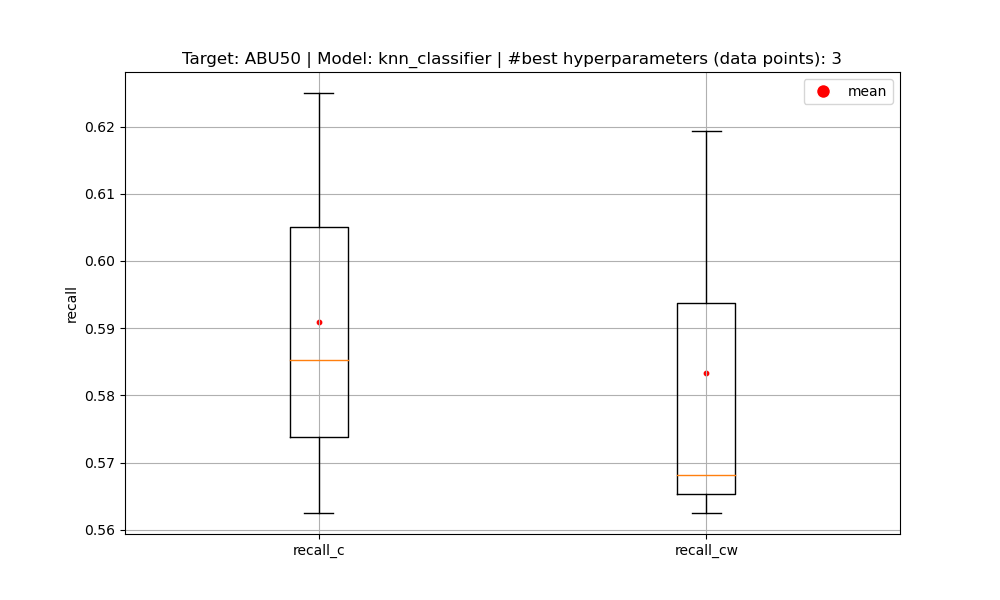 Target: ABU50 | Model: knn_classifier | #best hyperparameters (data points): 3
mean
0.62
0.61
0.60
0.59
0.58
0.57
0.56
recall
recall_c
recall_cw